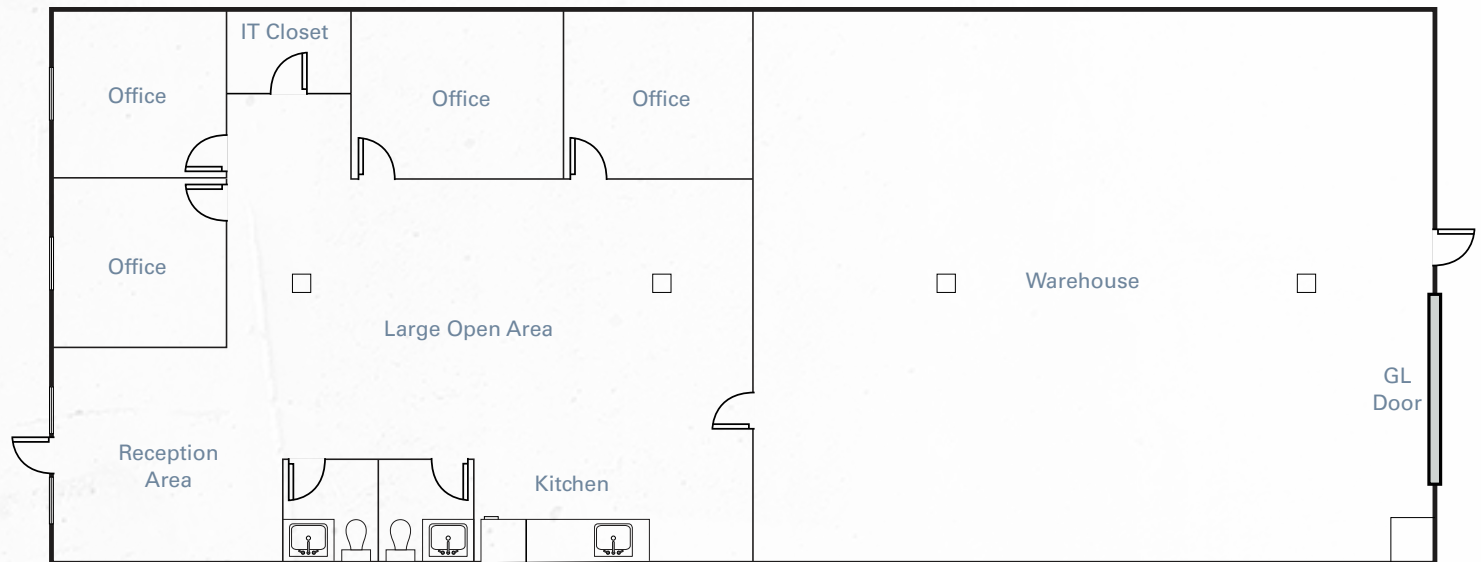 IT Closet
Office
Office
Office
Office
Warehouse
Large Open Area
GL
Door
Reception
Area
Kitchen